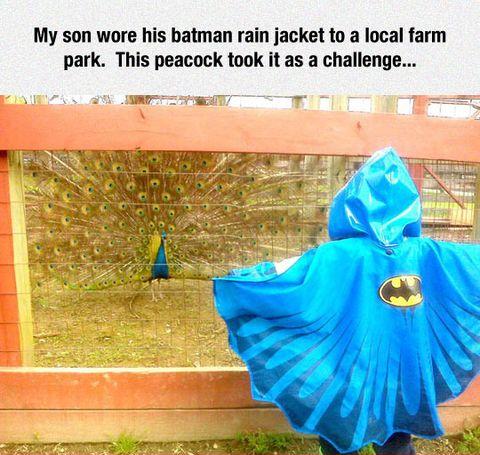 My son wore his batman rain jacket to a local farm
park.  This peacock took it as a challenge...